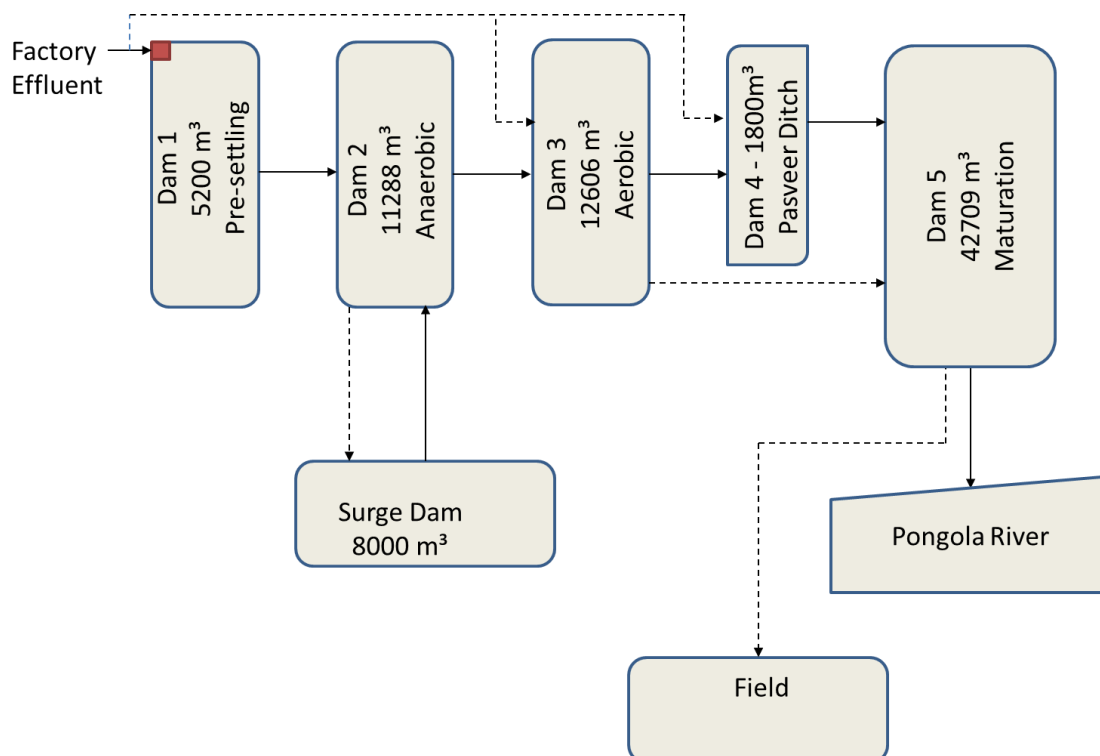 Factory
Effluent
Dam 1
5200 m³
Pre-settling
Dam 2
11288 m³
Anaerobic
Dam 3
12606 m³
Aerobic
Dam 4 - 1800m³
Pasveer Ditch
Dam 5
42709 m³
Maturation
Surge Dam
8000 m³
Pongola River
Field